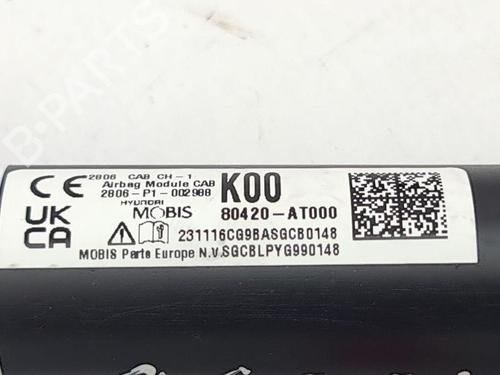 B-PARTS
CE
2806 CAB CH-1
Airbag Module CAB
2806-P1-002988
K00
UK
CA
HYUNDAI
MOBIS
80420-AT000
231116CG9BASGCB0148
MOBIS Parts Europe N.V. SGCBLPYG990148